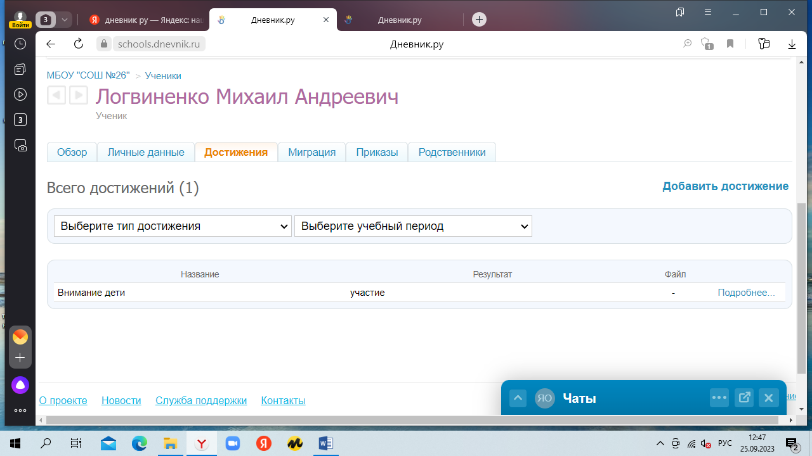 Войти
3
дневник ру — Яндекс на
Дневник.ру
Дневник.ру
schools.dnevnik.ru
Дневник.ру
1
3
МБОУ "СОШ №26" > Ученики
Логвиненко Михаил Андреевич
Ученик
Обзор Личные данные Достижения Миграция Приказы Родственники
Всего достижений (1)
Добавить достижение
Выберите тип достижения Выберите учебный период
Название Результат Файл
Внимание дети участие - Подробнее...
О проекте Новости Служба поддержки Контакты
ЯО Чаты
РУС
12:47
25.09.2023
2